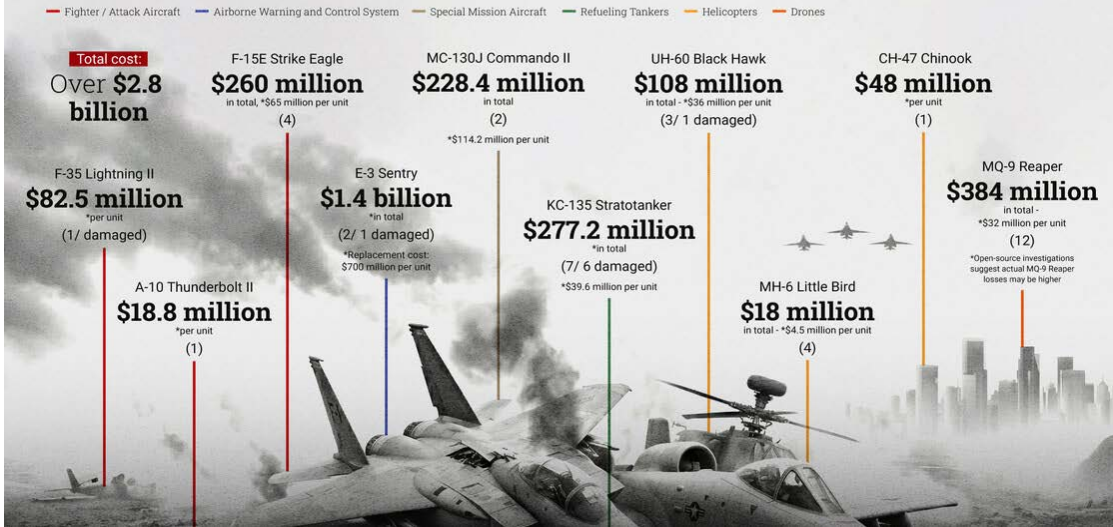 Fighter / Attack Aircraft
Airborne Warning and Control System
Special Mission Aircraft
Refueling Tankers
Helicopters
Drones
Total cost:
Over $2.8
billion
F-15E Strike Eagle
$260 million
in total, *$65 million per unit
(4)
MC-130J Commando II
$228.4 million
in total
(2)
*$114.2 million per unit
UH-60 Black Hawk
$108 million
in total - *$36 million per unit
(3/ 1 damaged)
CH-47 Chinook
$48 million
*per unit
(1)
F-35 Lightning II
$82.5 million
*per unit
(1/ damaged)
E-3 Sentry
$1.4 billion
*in total
(2/ 1 damaged)
*Replacement cost:
$700 million per unit
KC-135 Stratotanker
$277.2 million
*in total
(7/ 6 damaged)
*$39.6 million per unit
MQ-9 Reaper
$384 million
in total -
*$32 million per unit
(12)
*Open-source investigations
suggest actual MQ-9 Reaper
losses may be higher
A-10 Thunderbolt II
$18.8 million
*per unit
(1)
MH-6 Little Bird
$18 million
in total - *$4.5 million per unit
(4)